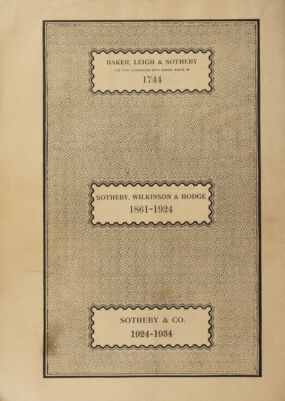 BAKER, LEIGH & SOTHEBY
1744
SOTHEBY, WILKINSON & HODGE
1861-1924
SOTHEBY & CO.
1924-1934